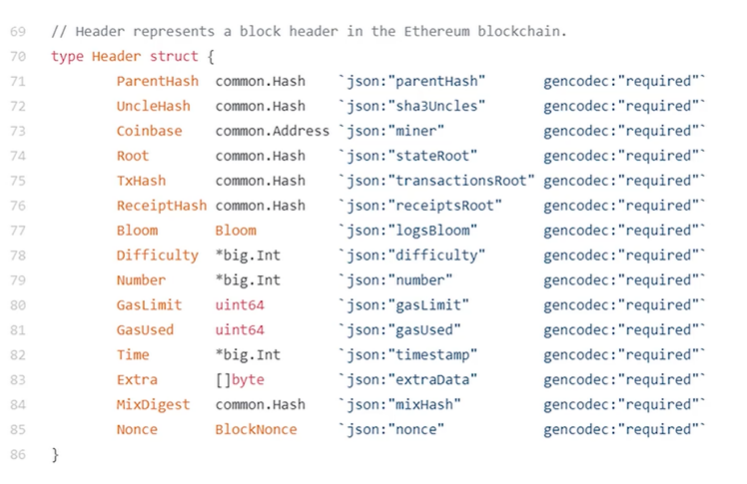 69 // Header represents a block header in the Ethereum blockchain.
70 type Header struct {
71 ParentHash common.Hash `json:"parentHash" gencodec:"required"`
72 UncleHash common.Hash `json:"sha3Uncles" gencodec:"required"`
73 Coinbase common.Address `json:"miner" gencodec:"required"`
74 Root common.Hash `json:"stateRoot" gencodec:"required"`
75 TxHash common.Hash `json:"transactionsRoot" gencodec:"required"`
76 ReceiptHash common.Hash `json:"receiptsRoot" gencodec:"required"`
77 Bloom Bloom `json:"logsBloom" gencodec:"required"`
78 Difficulty *big.Int `json:"difficulty" gencodec:"required"`
79 Number *big.Int `json:"number" gencodec:"required"`
80 GasLimit uint64 `json:"gasLimit" gencodec:"required"`
81 GasUsed uint64 `json:"gasUsed" gencodec:"required"`
82 Time *big.Int `json:"timestamp" gencodec:"required"`
83 Extra []byte `json:"extraData" gencodec:"required"`
84 MixDigest common.Hash `json:"mixHash" gencodec:"required"`
85 Nonce BlockNonce `json:"nonce" gencodec:"required"`
86 }